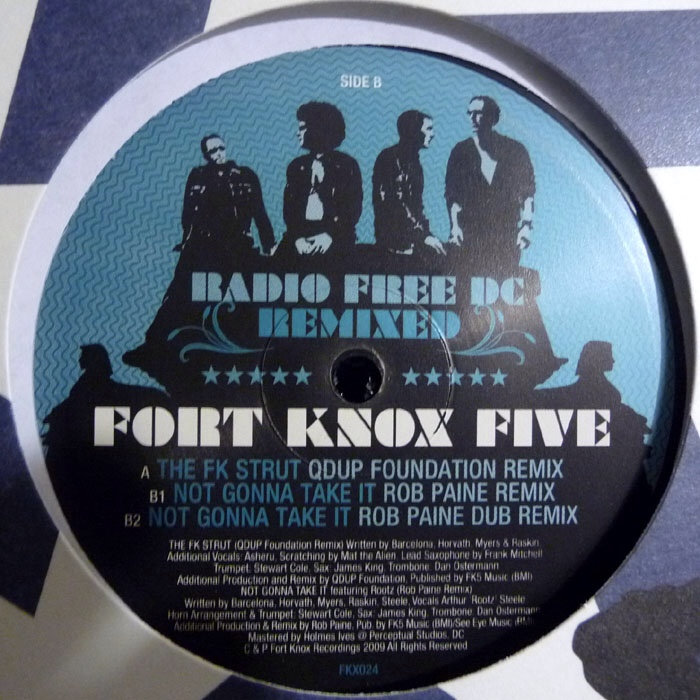 SIDE B
RADIO FREE DC
REMIXED
FORT KNOX FIVE
A THE FK STRUT QDUP FOUNDATION REMIX
B1 NOT GONNA TAKE IT ROB PAINE REMIX
B2 NOT GONNA TAKE IT ROB PAINE DUB REMIX
THE FK STRUT (QDUP Foundation Remix) Written by Barcelona, Horvath, Myers & Raskin,
Additional Vocals: Asheru, Scratching by Mat the Alien, Lead Saxophone by Frank Mitchell
Trumpet: Stewart Cole, Sax: James King, Trombone: Dan Ostermann
Additional Production and Remix by QDUP Foundation, Published by FK5 Music (BMI)
NOT GONNA TAKE IT featuring Rootz (Rob Paine Remix)
Written by Barcelona, Horvath, Myers, Raskin, Steele, Vocals Arthur "Rootz" Steele
Horn Arrangement & Trumpet: Stewart Cole, Sax: James King, Trombone: Dan Ostermann
Additional Production & Remix by Rob Paine, Pub. by FK5 Music (BMI)/See Eye Music (BMI)
Mastered by Holmes Ives @ Perceptual Studios, DC
C & P Fort Knox Recordings 2009 All Rights Reserved
FKX024